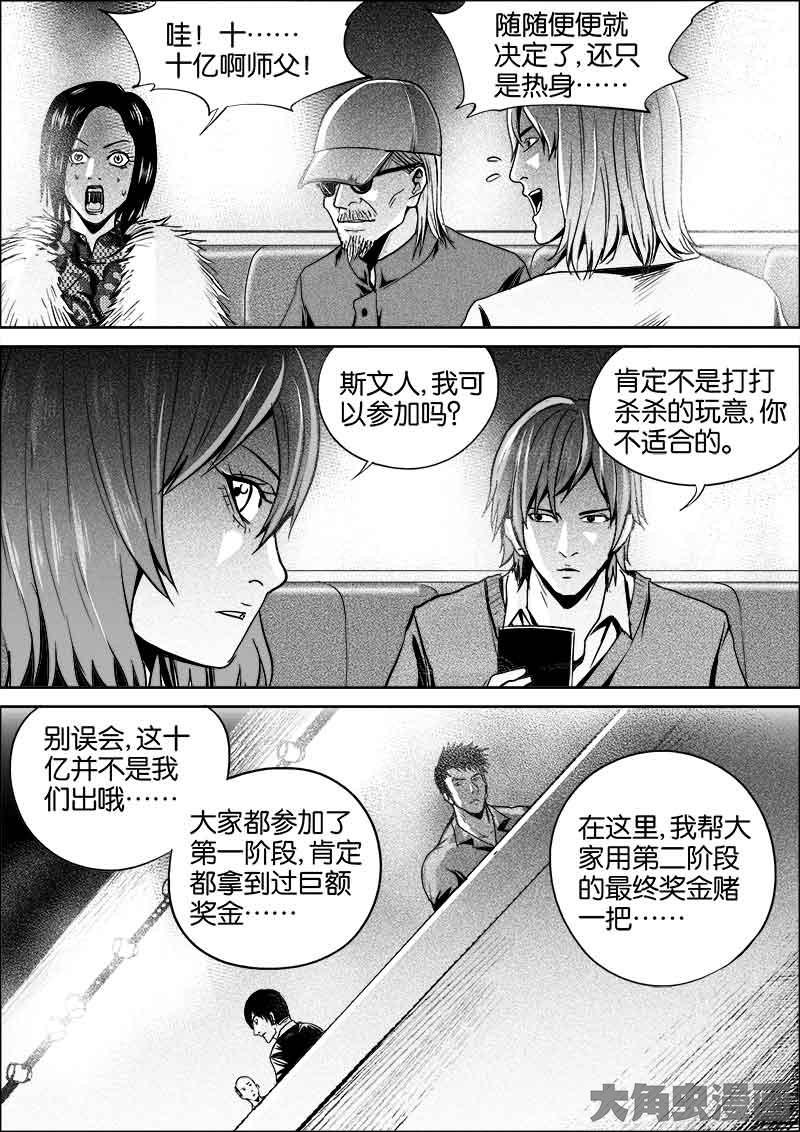 哇！十……
十亿啊师父！
随随便便就
决定了，还只
是热身……
斯文人，我可
以参加吗？
肯定不是打打
杀杀的玩意，你
不适合的。
别误会，这十
亿并不是我
们出哦……
大家都参加了
第一阶段，肯定
都拿到过巨额
奖金……
在这里，我帮大
家用第二阶段
的最终奖金赌
一把……
大角虫漫画